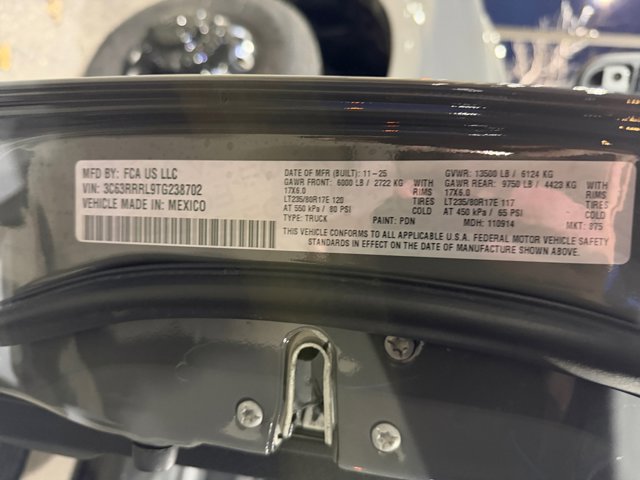 MFD BY: FCA US LLC
VIN: 3C63RRRL9TG238702
VEHICLE MADE IN: MEXICO
DATE OF MFR (BUILT): 11-25
GAWR FRONT: 6000 LB / 2722 KG
17X6.0 RIMS
LT235/80R17E 120 TIRES
AT 550 kPa / 80 PSI COLD
TYPE: TRUCK PAINT: PDN
GVWR: 13500 LB / 6124 KG
GAWR REAR: 9750 LB / 4423 KG
17X6.0 RIMS
LT235/80R17E 117 TIRES
AT 450 kPa / 65 PSI COLD
MDH: 110914 MKT: 875
THIS VEHICLE CONFORMS TO ALL APPLICABLE U.S.A. FEDERAL MOTOR VEHICLE SAFETY
STANDARDS IN EFFECT ON THE DATE OF MANUFACTURE SHOWN ABOVE.